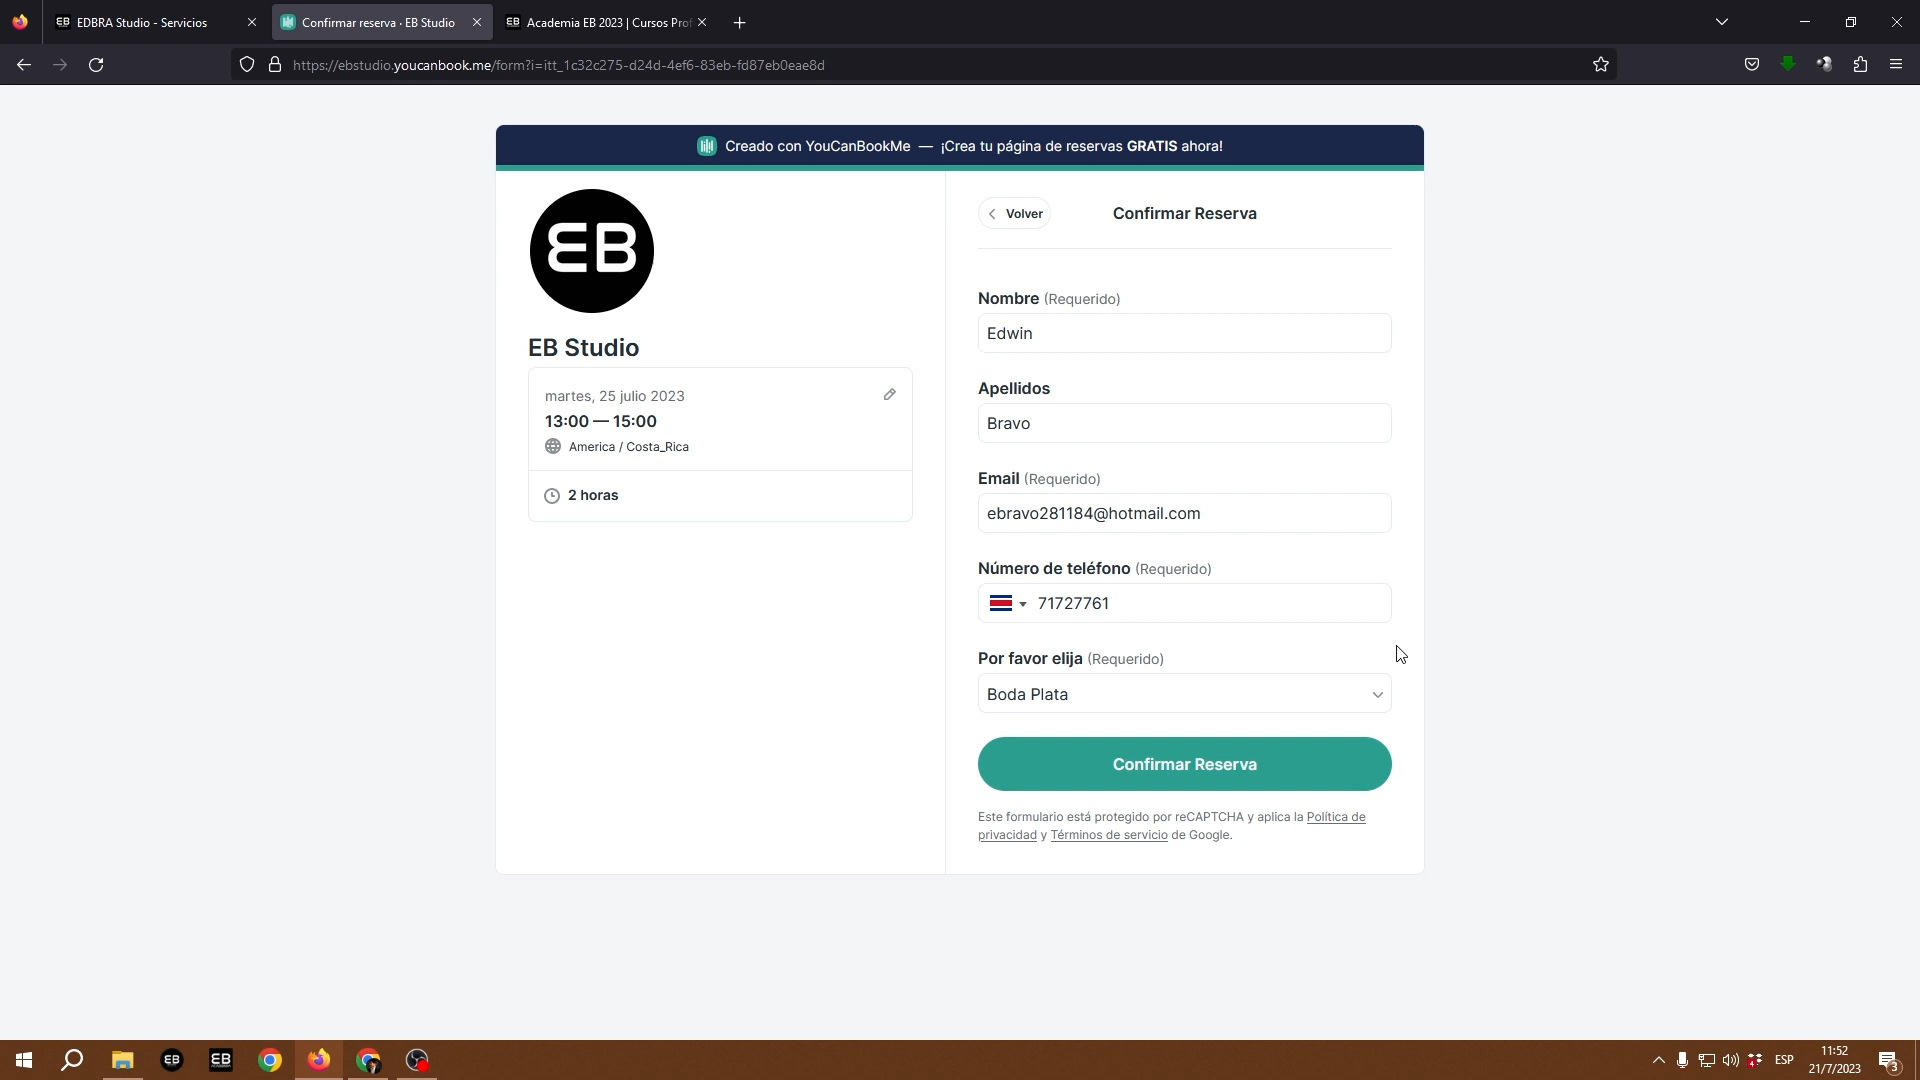 EB EDBRA Studio - Servicios
Confirmar reserva · EB Studio
EB Academia EB 2023 | Cursos Prof
https://ebstudio.youcanbook.me/form?i=itt_1c32c275-d24d-4ef6-83eb-fd87eb0eae8d
Creado con YouCanBookMe — ¡Crea tu página de reservas GRATIS ahora!
EB
EB Studio
martes, 25 julio 2023
13:00 — 15:00
America / Costa_Rica
2 horas
Volver
Confirmar Reserva
Nombre (Requerido)
Edwin
Apellidos
Bravo
Email (Requerido)
ebravo281184@hotmail.com
Número de teléfono (Requerido)
71727761
Por favor elija (Requerido)
Boda Plata
Confirmar Reserva
Este formulario está protegido por reCAPTCHA y aplica la Política de
privacidad y Términos de servicio de Google.
EB
EB
ESP
11:52
21/7/2023
3